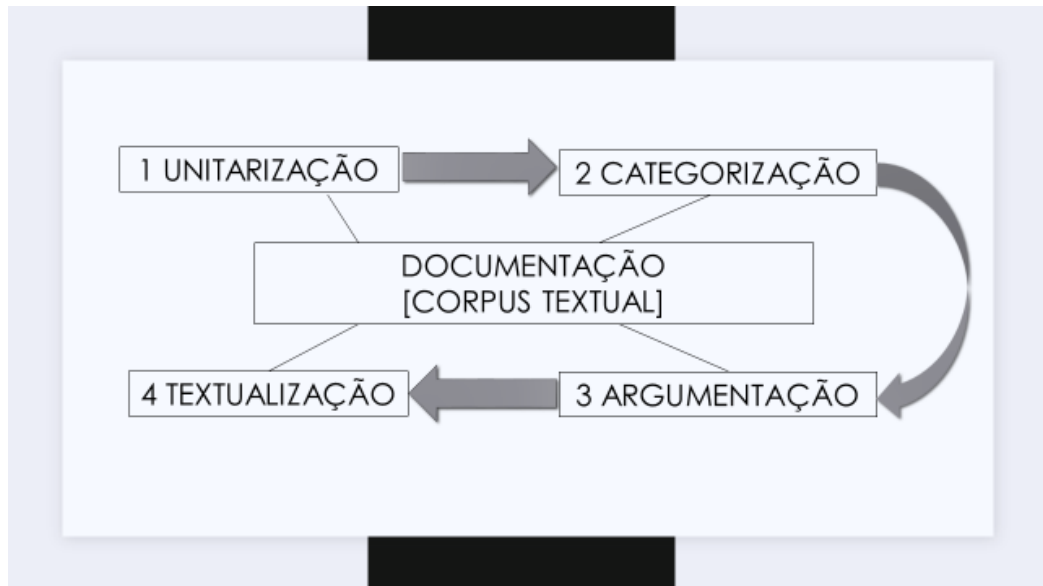 1 UNITARIZAÇÃO
2 CATEGORIZAÇÃO
DOCUMENTAÇÃO
[CORPUS TEXTUAL]
4 TEXTUALIZAÇÃO
3 ARGUMENTAÇÃO